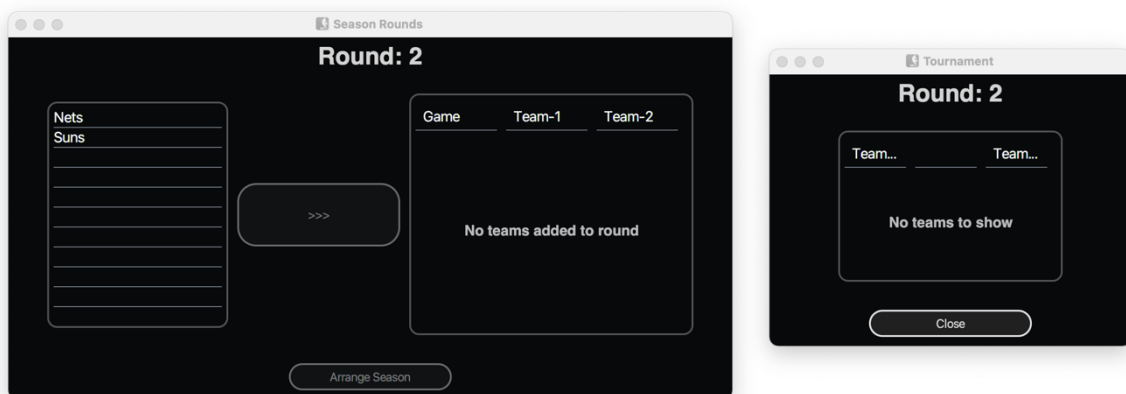 Season Rounds
Round: 2
Nets
Suns
>>>
Game Team-1 Team-2
No teams added to round
Arrange Season
Tournament
Round: 2
Team... Team...
No teams to show
Close